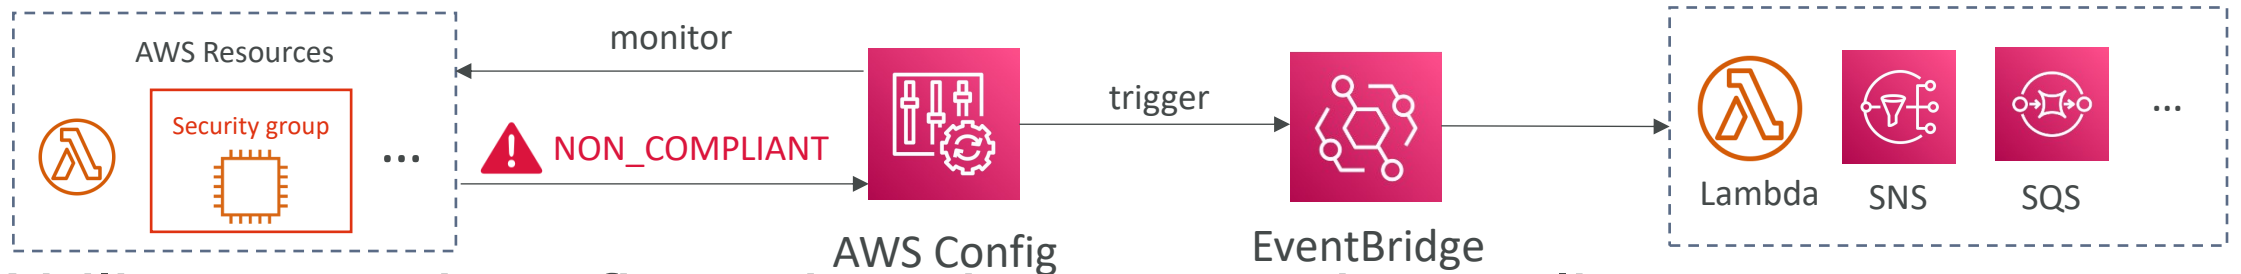 AWS Resources
Security group
...
monitor
NON_COMPLIANT
AWS Config
trigger
EventBridge
Lambda
SNS
SQS
...